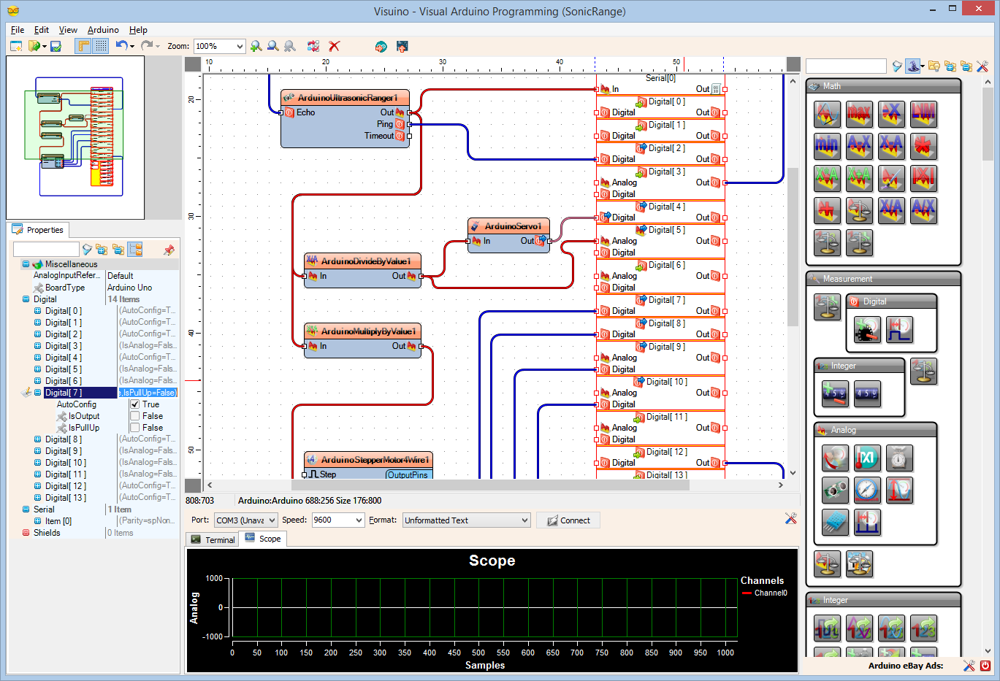 Visuino - Visual Arduino Programming (SonicRange)
File Edit View Arduino Help
Zoom: 100%
10 20 30 40 50
20
30
40
50
Serial[0]
In Out
Digital[ 0 ]
Digital Out
Digital[ 1 ]
Digital Out
Digital[ 2 ]
Digital Out
Digital[ 3 ]
Analog Out
Digital
Digital[ 4 ]
Digital Out
Digital[ 5 ]
Analog Out
Digital
Digital[ 6 ]
Analog Out
Digital
Digital[ 7 ]
Digital Out
Digital[ 8 ]
Digital Out
Digital[ 9 ]
Analog Out
Digital
Digital[ 10 ]
Analog Out
Digital
Digital[ 11 ]
Analog Out
Digital
Digital[ 12 ]
Digital Out
Digital[ 13 ]
ArduinoUltrasonicRanger1
Echo Out
Ping
Timeout
ArduinoServo1
In Out
ArduinoDivideByValue1
In Out
ArduinoMultiplyByValue1
In Out
ArduinoStepperMotor4Wire1
Step OutputPins
Properties
Miscellaneous
AnalogInputRefer... Default
BoardType Arduino Uno
Digital 14 Items
Digital[ 0 ] (AutoConfig=T...
Digital[ 1 ] (AutoConfig=T...
Digital[ 2 ] (AutoConfig=T...
Digital[ 3 ] (IsAnalog=Fals...
Digital[ 4 ] (AutoConfig=T...
Digital[ 5 ] (IsAnalog=Fals...
Digital[ 6 ] (IsAnalog=Fals...
Digital[ 7 ] e,IsPullUp=False)
AutoConfig True
IsOutput False
IsPullUp False
Digital[ 8 ] (AutoConfig=T...
Digital[ 9 ] (IsAnalog=Fals...
Digital[ 10 ] (IsAnalog=Fals...
Digital[ 11 ] (IsAnalog=Fals...
Digital[ 12 ] (AutoConfig=T...
Digital[ 13 ] (AutoConfig=T...
Serial 1 Item
Item [0] (Parity=spNon...
Shields 0 Items
808:703 Arduino:Arduino 688:256 Size 176:800
Port: COM3 (Unava Speed: 9600 Format: Unformatted Text Connect
Terminal Scope
Scope
1000
0
-1000
Analog
0 50 100 150 200 250 300 350 400 450 500 550 600 650 700 750 800 850 900 950 1000
Samples
Channels
Channel0
Math
max -X
min A-X X-A
X÷A X+A |X|
X/A A/X
Measurement
Digital
Integer
Analog
Integer
Arduino eBay Ads: